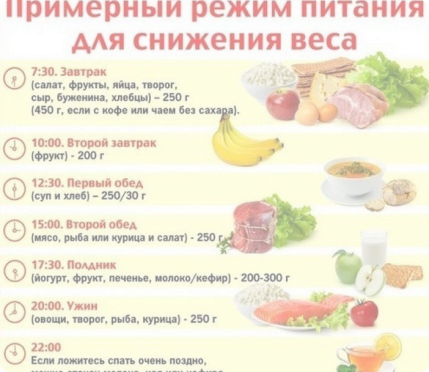 Примерный режим питания
для снижения веса
7:30. Завтрак
(салат, фрукты, яйца, творог,
сыр, буженина, хлебцы) – 250 г
(450 г, если с кофе или чаем без сахара).
10:00. Второй завтрак
(фрукт) - 200 г
12:30. Первый обед
(суп и хлеб) – 250/30 г
15:00. Второй обед
(мясо, рыба или курица и салат) - 250 г
17:30. Полдник
(йогурт, фрукт, печенье, молоко/кефир) - 200-300 г
20:00. Ужин
(овощи, творог, рыба, курица) - 250 г
22:00
Если ложитесь спать очень поздно,